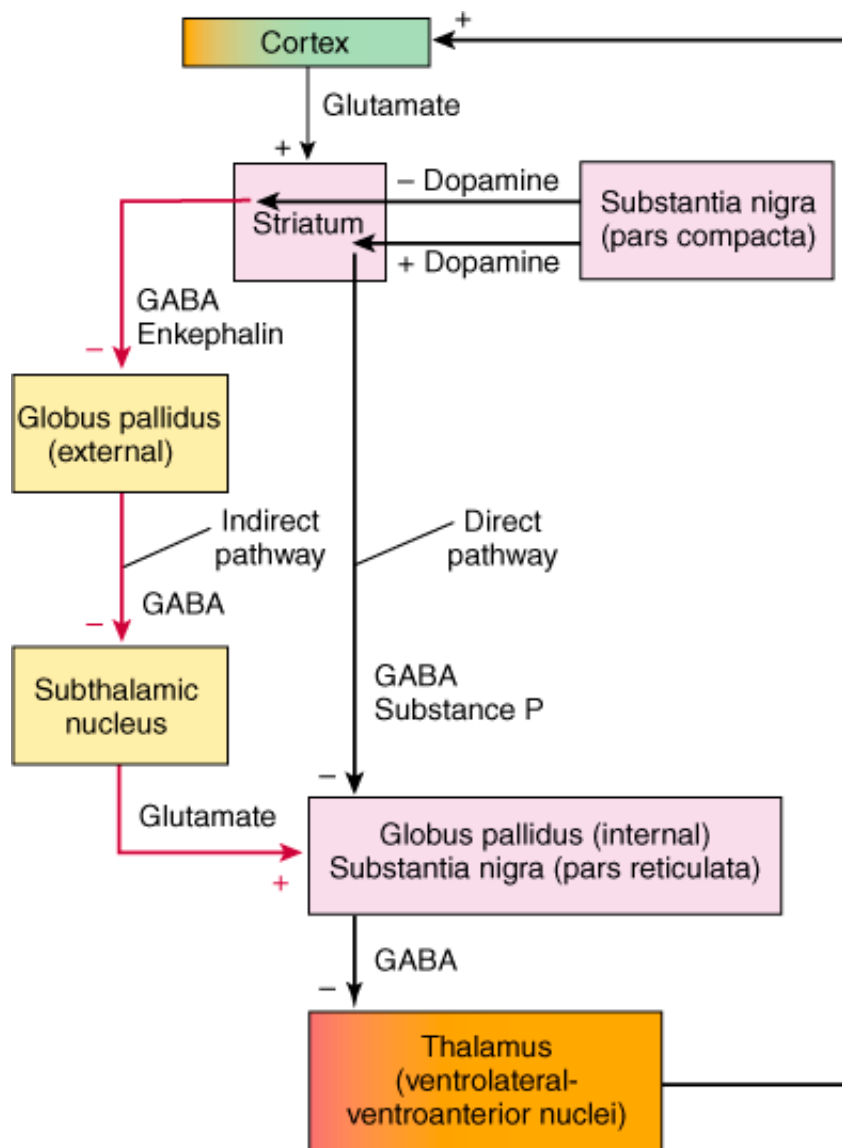 +
Cortex
Glutamate
+
− Dopamine
Substantia nigra
(pars compacta)
Striatum
+ Dopamine
GABA
Enkephalin
−
Globus pallidus
(external)
Indirect
pathway
Direct
pathway
GABA
−
Subthalamic
nucleus
GABA
Substance P
−
Glutamate
+
Globus pallidus (internal)
Substantia nigra (pars reticulata)
GABA
−
Thalamus
(ventrolateral-
ventroanterior nuclei)